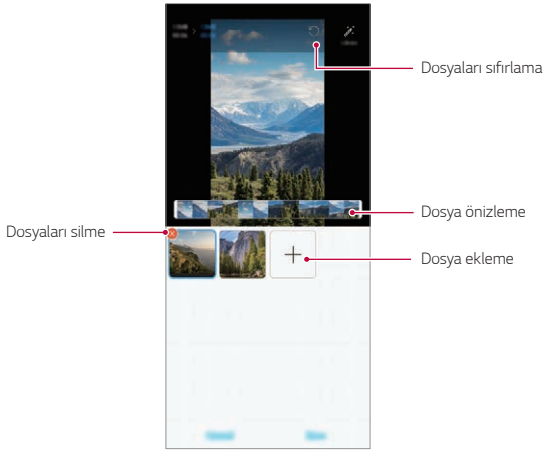 Dosyaları sıfırlama
Dosya önizleme
Dosyaları silme
Dosya ekleme